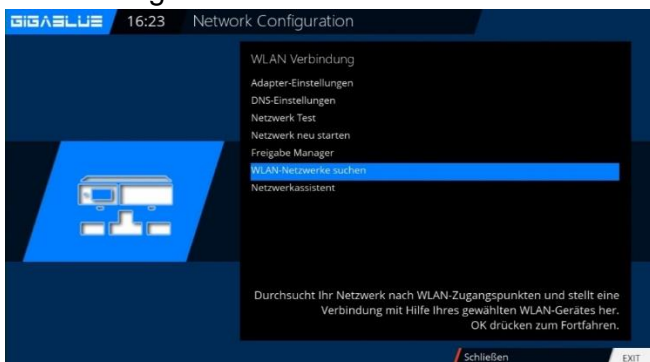 GIGABLUE 16:23 Network Configuration
WLAN Verbindung
Adapter-Einstellungen
DNS-Einstellungen
Netzwerk Test
Netzwerk neu starten
Freigabe Manager
WLAN-Netzwerke suchen
Netzwerkassistent
Durchsucht Ihr Netzwerk nach WLAN-Zugangspunkten und stellt eine
Verbindung mit Hilfe Ihres gewählten WLAN-Gerätes her.
OK drücken zum Fortfahren.
Schließen EXIT